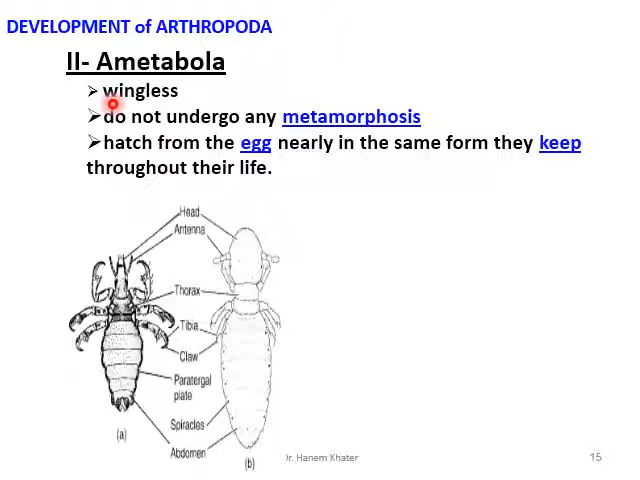 DEVELOPMENT of ARTHROPODA
II- Ametabola
➢ wingless
➢do not undergo any metamorphosis
➢hatch from the egg nearly in the same form they keep
throughout their life.
Head
Antenna
Thorax
Tibia
Claw
Paratergal
plate
Spiracles
Abdomen
(a)
(b)
Dr. Hanem Khater
15